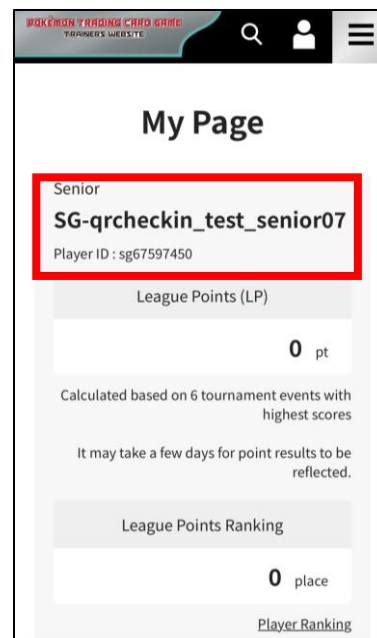 POKÉMON TRADING CARD GAME
TRAINERS WEBSITE
My Page
Senior
SG-qrcheckin_test_senior07
Player ID : sg67597450
League Points (LP)
0 pt
Calculated based on 6 tournament events with
highest scores
It may take a few days for point results to be
reflected.
League Points Ranking
0 place
Player Ranking